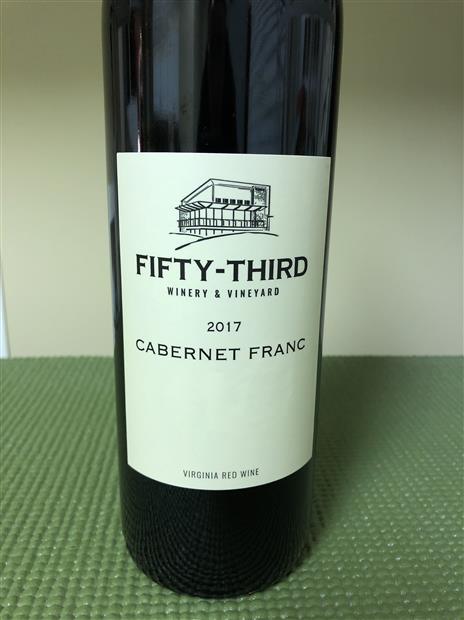 FIFTY-THIRD
WINERY & VINEYARD
2017
CABERNET FRANC
VIRGINIA RED WINE